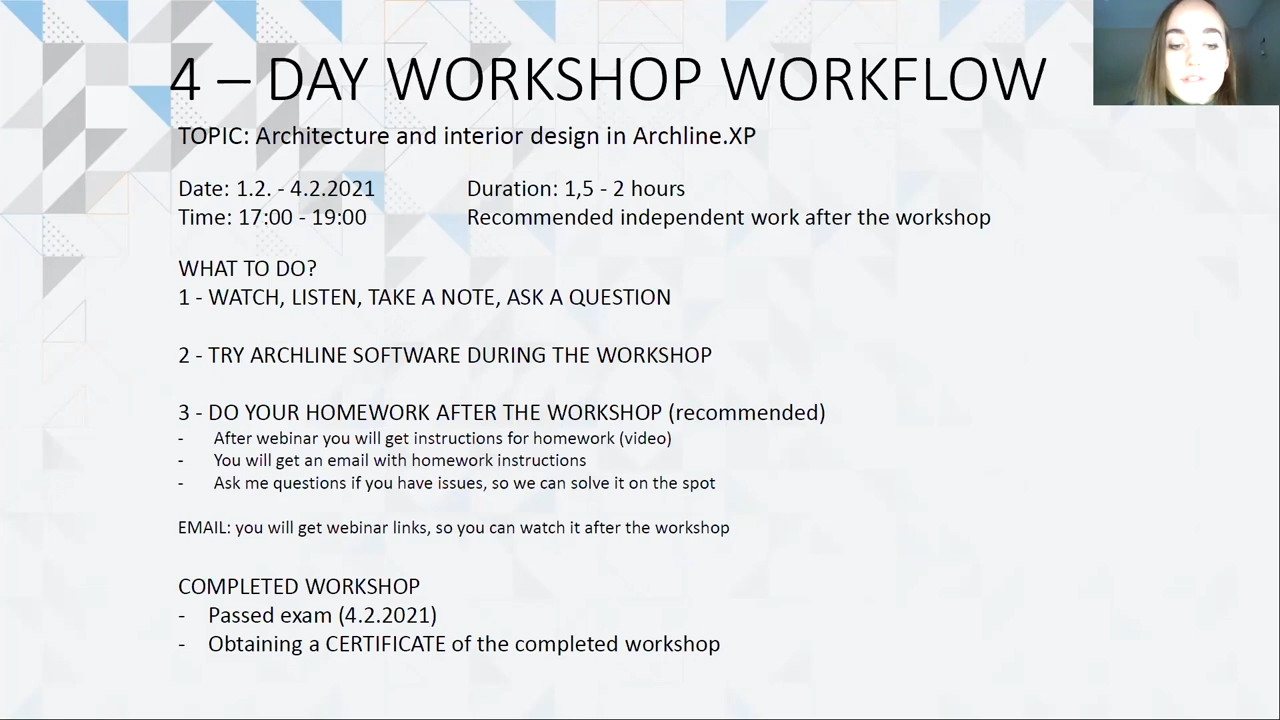 4 – DAY WORKSHOP WORKFLOW
TOPIC: Architecture and interior design in Archline.XP
Date: 1.2. - 4.2.2021 Duration: 1,5 - 2 hours
Time: 17:00 - 19:00 Recommended independent work after the workshop
WHAT TO DO?
1 - WATCH, LISTEN, TAKE A NOTE, ASK A QUESTION
2 - TRY ARCHLINE SOFTWARE DURING THE WORKSHOP
3 - DO YOUR HOMEWORK AFTER THE WORKSHOP (recommended)
- After webinar you will get instructions for homework (video)
- You will get an email with homework instructions
- Ask me questions if you have issues, so we can solve it on the spot
EMAIL: you will get webinar links, so you can watch it after the workshop
COMPLETED WORKSHOP
- Passed exam (4.2.2021)
- Obtaining a CERTIFICATE of the completed workshop